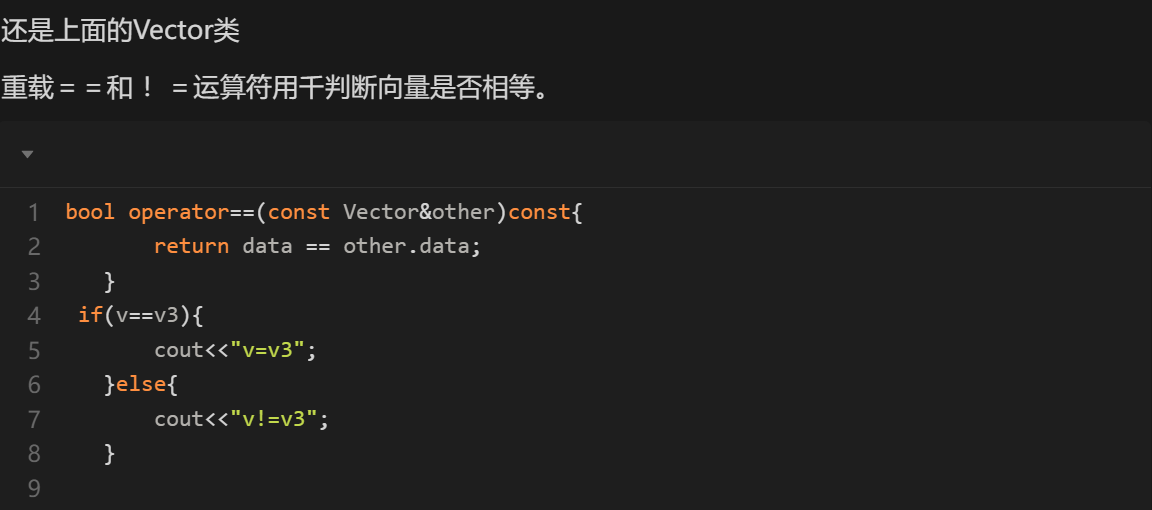 还是上面的Vector类
重载＝＝和！＝运算符用千判断向量是否相等。
1 bool operator==(const Vector&other)const{
2 return data == other.data;
3 }
4 if(v==v3){
5 cout<<"v=v3";
6 }else{
7 cout<<"v!=v3";
8 }
9